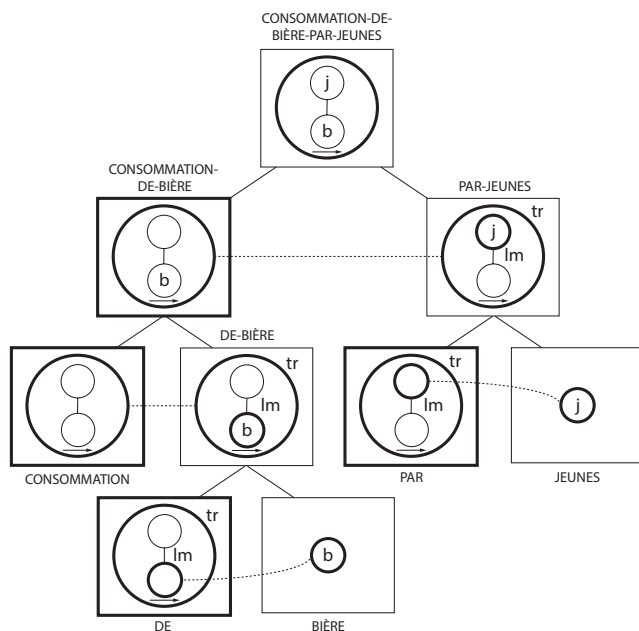 CONSOMMATION-DE-
BIÈRE-PAR-JEUNES
j
b
CONSOMMATION-
DE-BIÈRE
b
PAR-JEUNES
tr
j
lm
CONSOMMATION
DE-BIÈRE
tr
lm
b
tr
lm
PAR
j
JEUNES
tr
lm
DE
b
BIÈRE